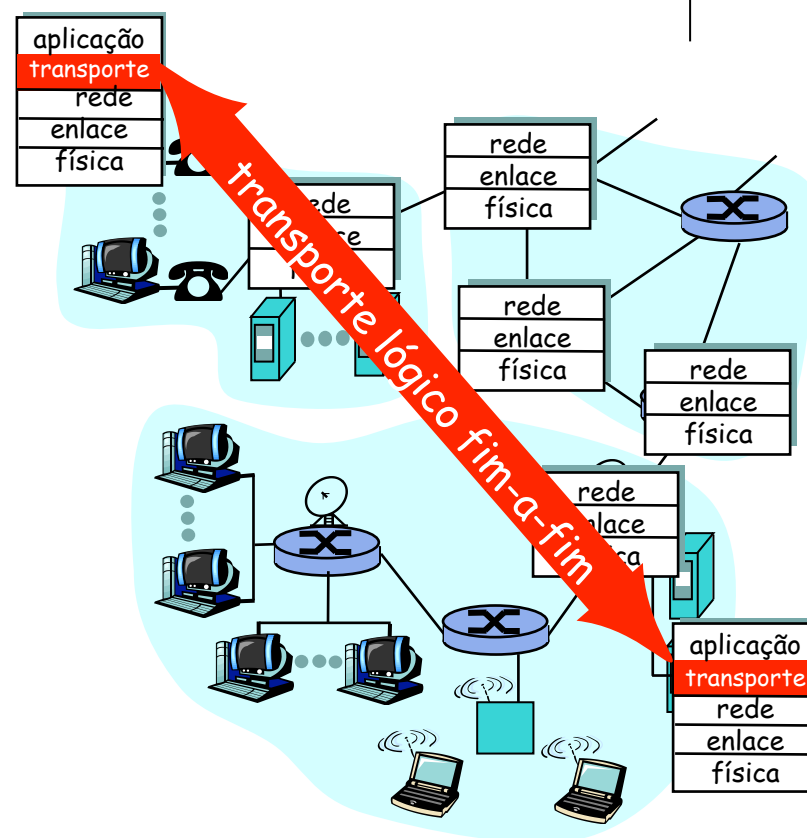 aplicação
transporte
rede
enlace
física
transporte lógico fim-a-fim
rede
enlace
física
rede
enlace
física
rede
enlace
física
rede
aplicação
transporte
rede
enlace
física